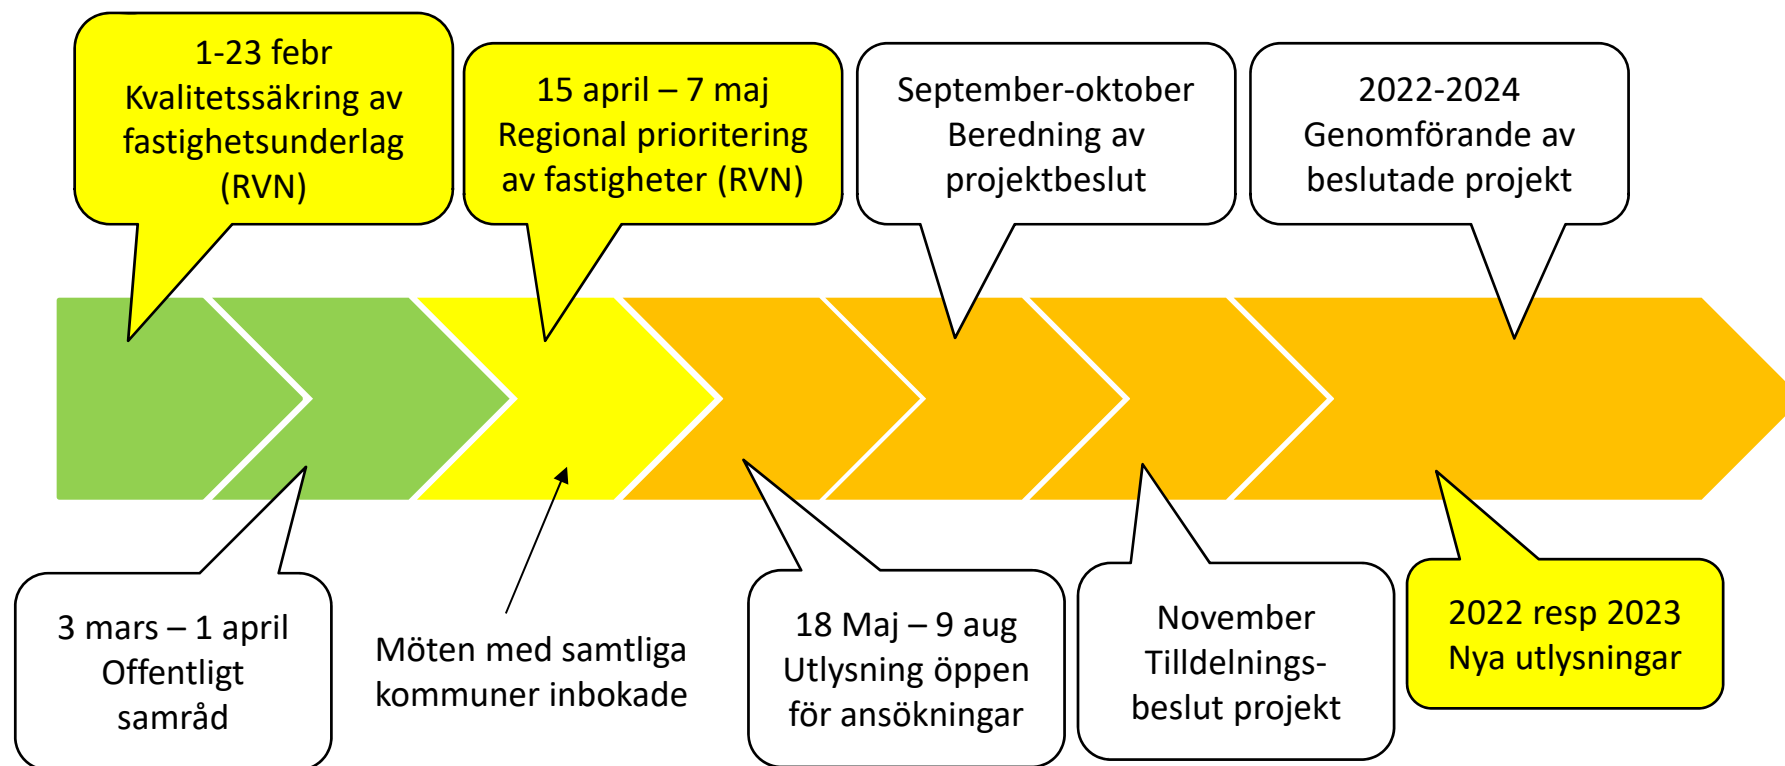 1-23 febr
Kvalitetssäkring av
fastighetsunderlag
(RVN)
15 april – 7 maj
Regional prioritering
av fastigheter (RVN)
September-oktober
Beredning av
projektbeslut
2022-2024
Genomförande av
beslutade projekt
3 mars – 1 april
Offentligt
samråd
Möten med samtliga
kommuner inbokade
18 Maj – 9 aug
Utlysning öppen
för ansökningar
November
Tilldelnings-
beslut projekt
2022 resp 2023
Nya utlysningar